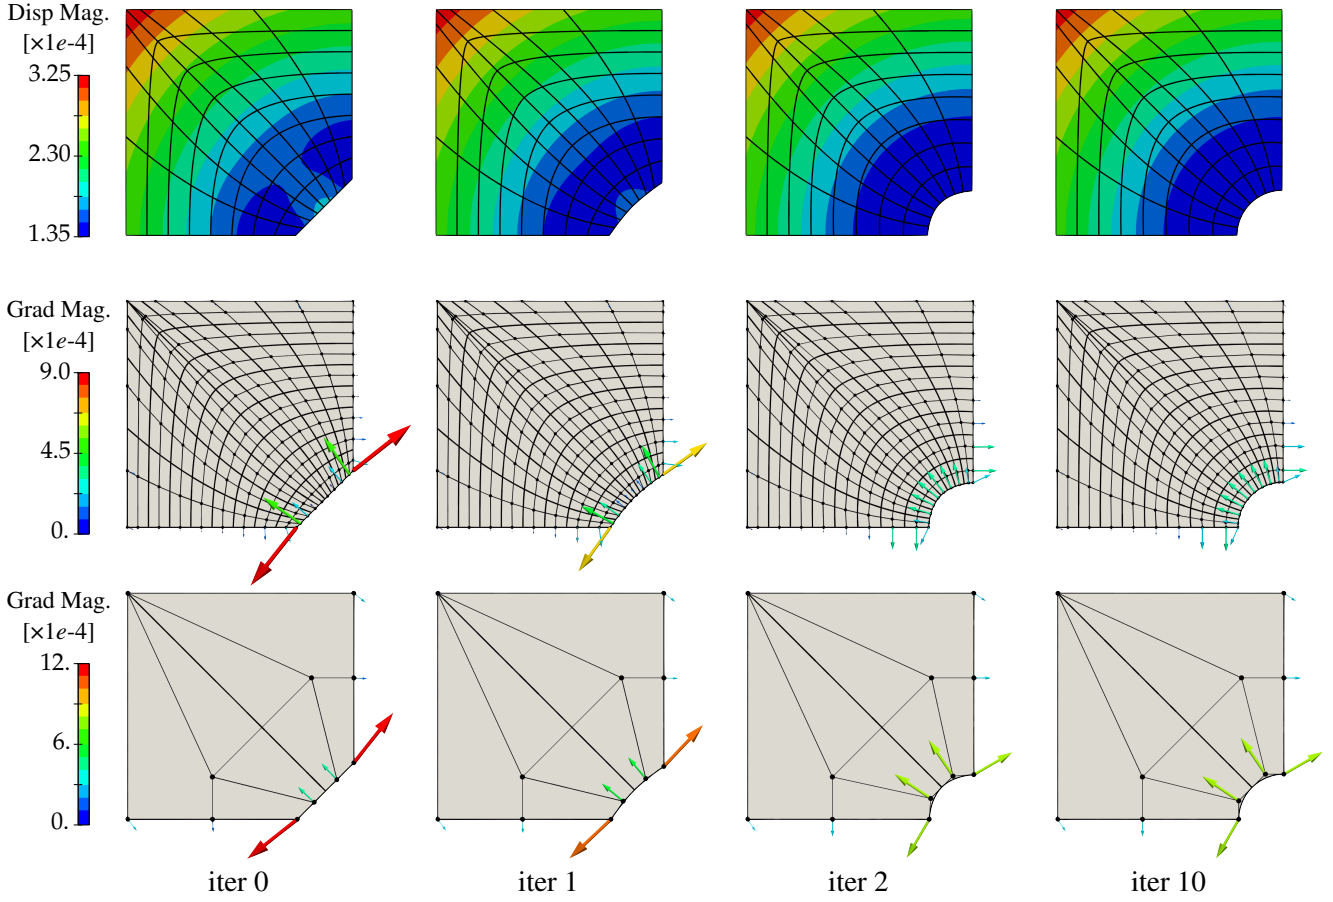 Disp Mag.
[×1e-4]
3.25
2.30
1.35
Grad Mag.
[×1e-4]
9.0
4.5
0.
Grad Mag.
[×1e-4]
12.
6.
0.
iter 0
iter 1
iter 2
iter 10